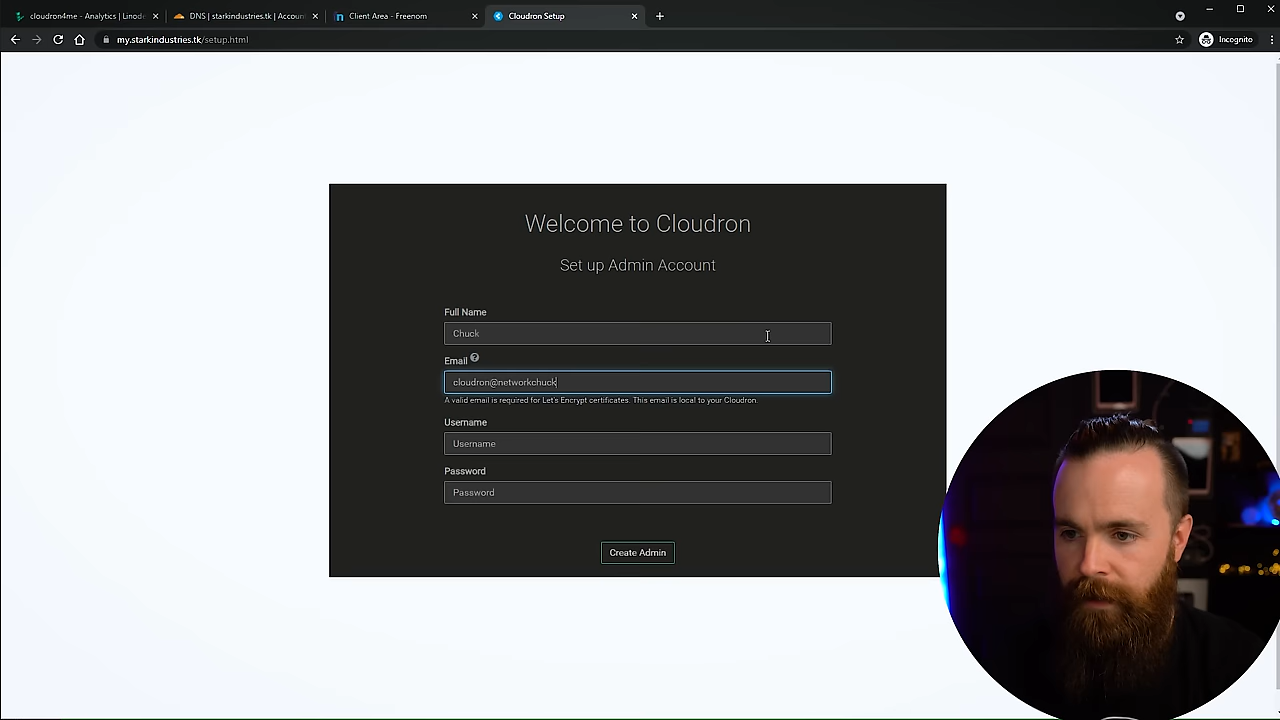 cloudron4me - Analytics | Linode
DNS | starkindustries.tk | Accoun
Client Area - Freenom
Cloudron Setup
my.starkindustries.tk/setup.html
Incognito
Welcome to Cloudron
Set up Admin Account
Full Name
Chuck
Email
cloudron@networkchuck
A valid email is required for Let's Encrypt certificates. This email is local to your Cloudron.
Username
Username
Password
Password
Create Admin